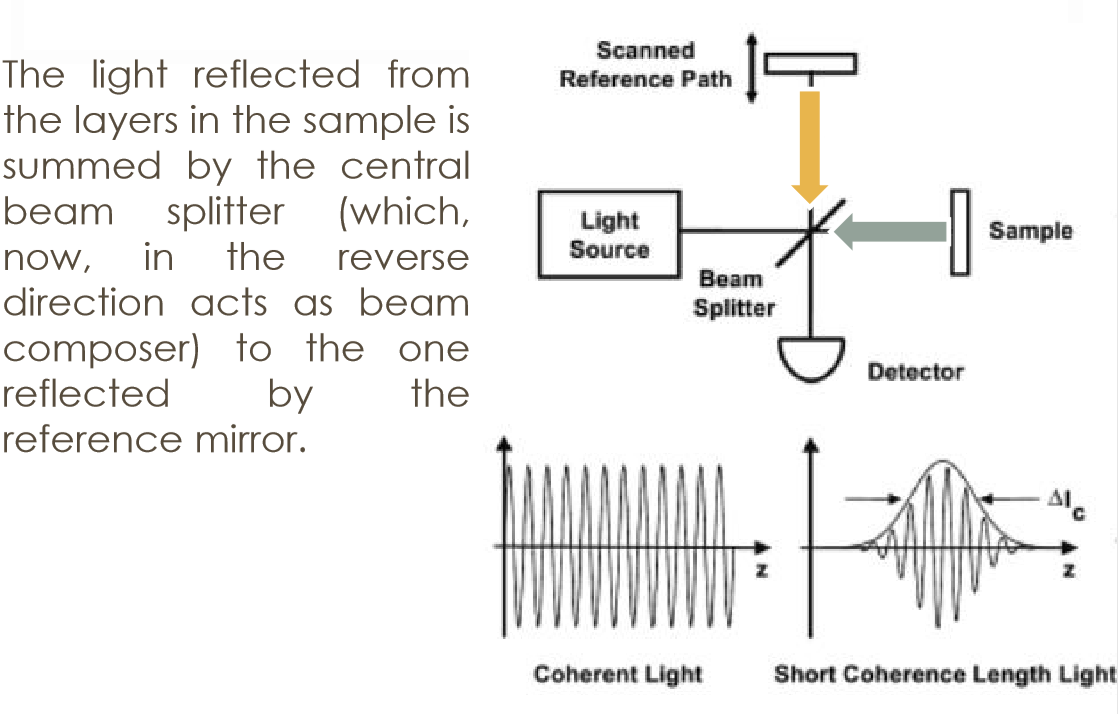 The light reflected from
the layers in the sample is
summed by the central
beam splitter (which,
now, in the reverse
direction acts as beam
composer) to the one
reflected by the
reference mirror.
Scanned
Reference Path
Light
Source
Sample
Beam
Splitter
Detector
z
Δlc
z
Coherent Light
Short Coherence Length Light